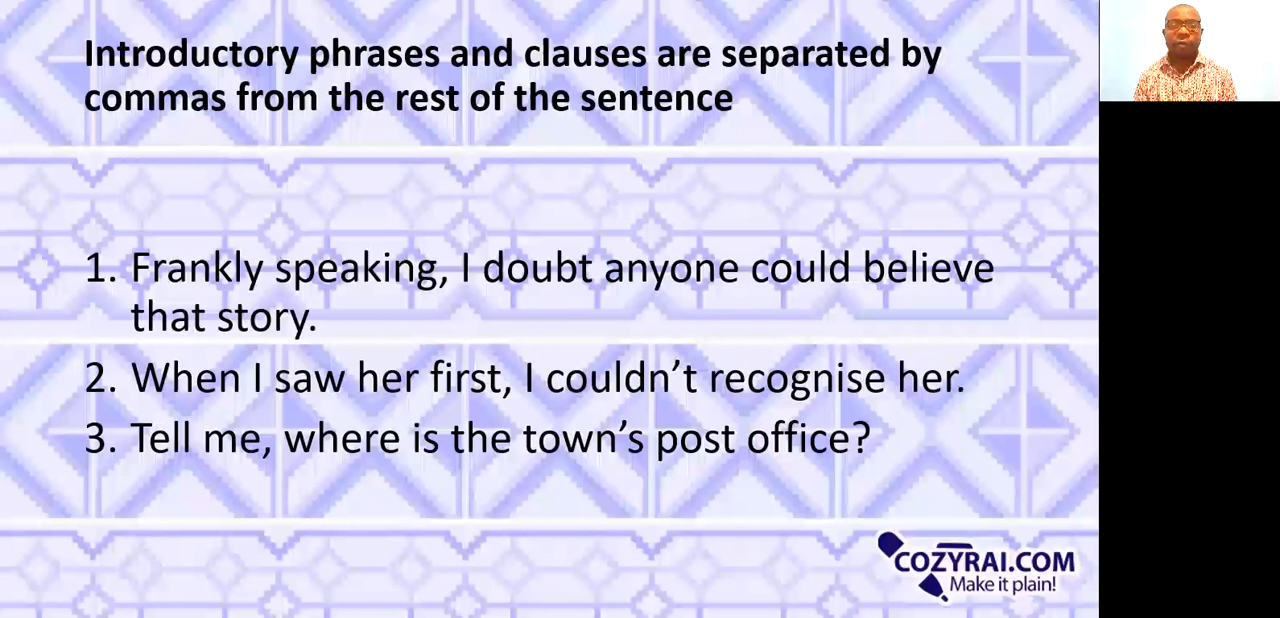 Introductory phrases and clauses are separated by
commas from the rest of the sentence
1. Frankly speaking, I doubt anyone could believe
that story.
2. When I saw her first, I couldn’t recognise her.
3. Tell me, where is the town’s post office?
COZYRAI.COM
Make it plain!